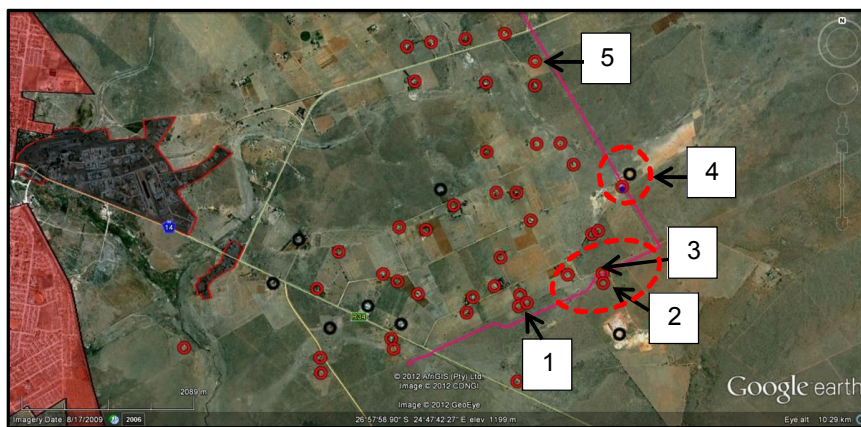 N
5
4
14
3
2
1
© 2012 AfriGIS (Pty) Ltd.
Image © 2012 CDNGI
Image © 2012 GeoEye
2089 m
Google earth
Imagery Date: 8/17/2009
2006
26°57'58.90" S 24°47'42.27" E elev 1199 m
Eye alt 10.29 km